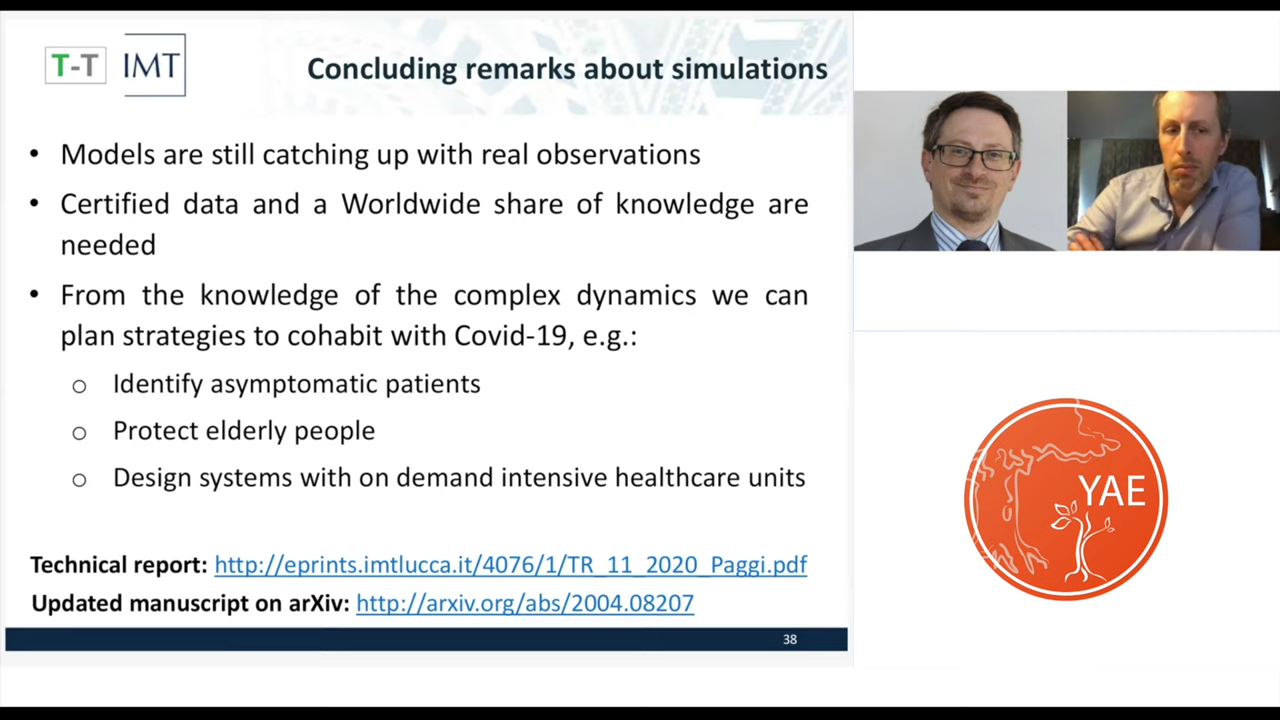 T-T IMT
Concluding remarks about simulations
• Models are still catching up with real observations
• Certified data and a Worldwide share of knowledge are
needed
• From the knowledge of the complex dynamics we can
plan strategies to cohabit with Covid-19, e.g.:
o Identify asymptomatic patients
o Protect elderly people
o Design systems with on demand intensive healthcare units
Technical report: http://eprints.imtlucca.it/4076/1/TR_11_2020_Paggi.pdf
Updated manuscript on arXiv: http://arxiv.org/abs/2004.08207
38
YAE